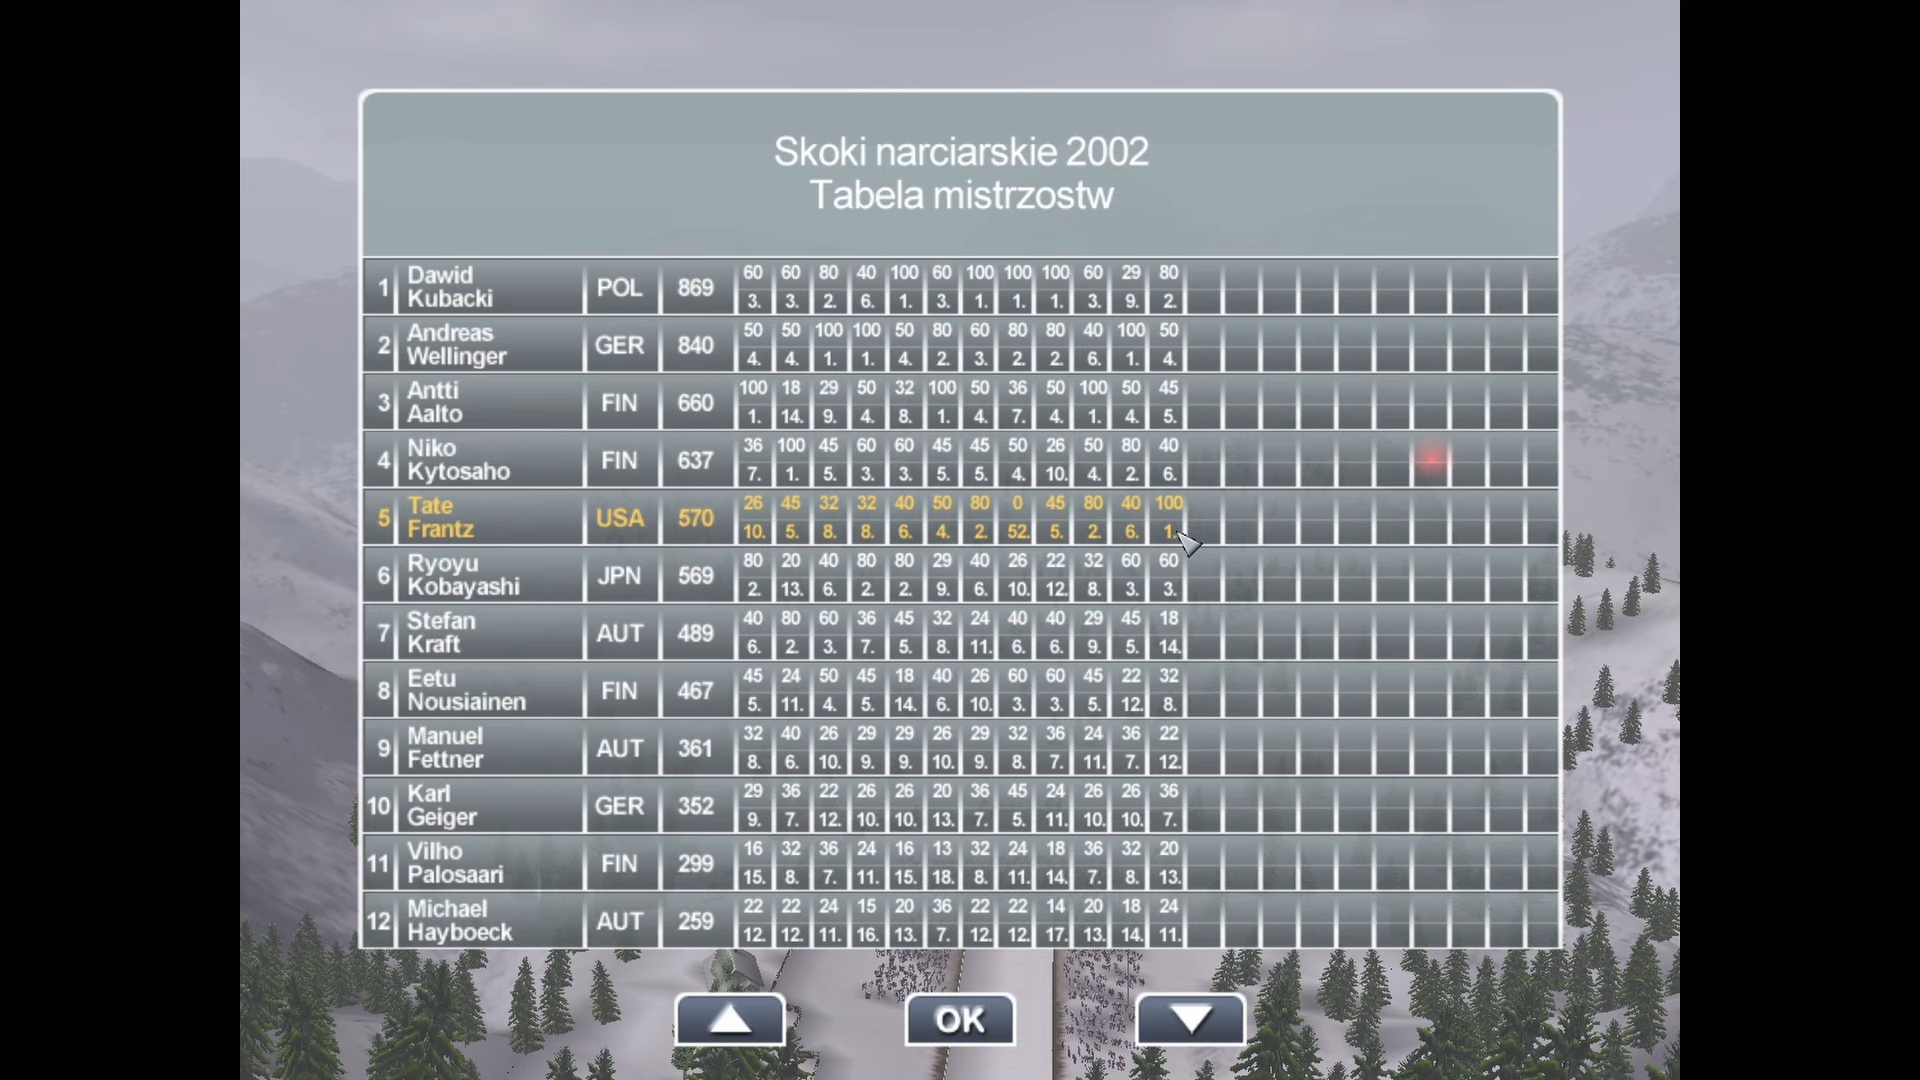 Skoki narciarskie 2002
Tabela mistrzostw
1 Dawid Kubacki POL 869 60 60 80 40 100 60 100 100 100 60 29 80
3. 3. 2. 6. 1. 3. 1. 1. 1. 3. 9. 2.
2 Andreas Wellinger GER 840 50 50 100 100 50 80 60 80 80 40 100 50
4. 4. 1. 1. 4. 2. 3. 2. 2. 6. 1. 4.
3 Antti Aalto FIN 660 100 18 29 50 32 100 50 36 50 100 50 45
1. 14. 9. 4. 8. 1. 4. 7. 4. 1. 4. 5.
4 Niko Kytosaho FIN 637 36 100 45 60 60 45 45 50 26 50 80 40
7. 1. 5. 3. 3. 5. 5. 4. 10. 4. 2. 6.
5 Tate Frantz USA 570 26 45 32 32 40 50 80 0 45 80 40 100
10. 5. 8. 8. 6. 4. 2. 52. 5. 2. 6. 1.
6 Ryoyu Kobayashi JPN 569 80 20 40 80 80 29 40 26 22 32 60 60
2. 13. 6. 2. 2. 9. 6. 10. 12. 8. 3. 3.
7 Stefan Kraft AUT 489 40 80 60 36 45 32 24 40 40 29 45 18
6. 2. 3. 7. 5. 8. 11. 6. 6. 9. 5. 14.
8 Eetu Nousiainen FIN 467 45 24 50 45 18 40 26 60 60 45 22 32
5. 11. 4. 5. 14. 6. 10. 3. 3. 5. 12. 8.
9 Manuel Fettner AUT 361 32 40 26 29 29 26 29 32 36 24 36 22
8. 6. 10. 9. 9. 10. 9. 8. 7. 11. 7. 12.
10 Karl Geiger GER 352 29 36 22 26 26 20 36 45 24 26 26 36
9. 7. 12. 10. 10. 13. 7. 5. 11. 10. 10. 7.
11 Vilho Palosaari FIN 299 16 32 36 24 16 13 32 24 18 36 32 20
15. 8. 7. 11. 15. 18. 8. 11. 14. 7. 8. 13.
12 Michael Hayboeck AUT 259 22 22 24 15 20 36 22 22 14 20 18 24
12. 12. 11. 16. 13. 7. 12. 12. 17. 13. 14. 11.
OK